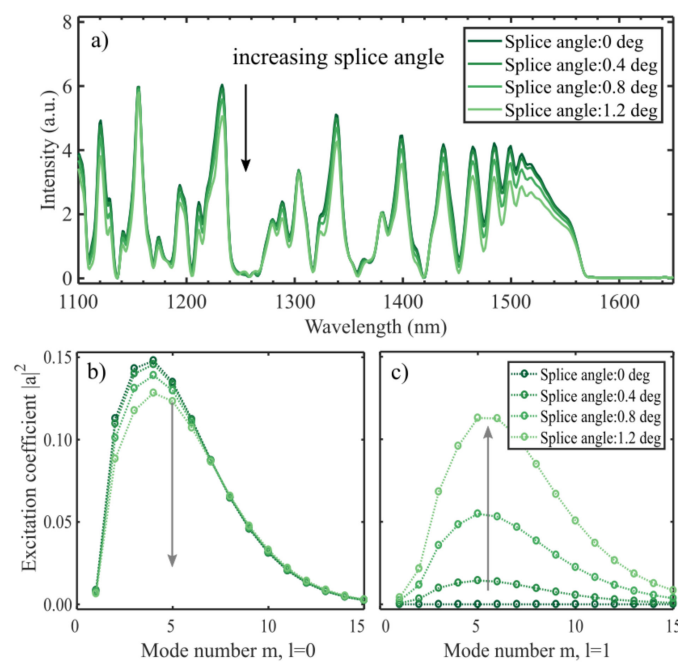 a)
increasing splice angle
Splice angle:0 deg
Splice angle:0.4 deg
Splice angle:0.8 deg
Splice angle:1.2 deg
Intensity (a.u.)
8
6
4
2
0
1100
1200
1300
1400
1500
1600
Wavelength (nm)
b)
Excitation coefficient |a|²
0.15
0.10
0.05
0.00
0
5
10
15
Mode number m, l=0
c)
Splice angle:0 deg
Splice angle:0.4 deg
Splice angle:0.8 deg
Splice angle:1.2 deg
0
5
10
15
Mode number m, l=1